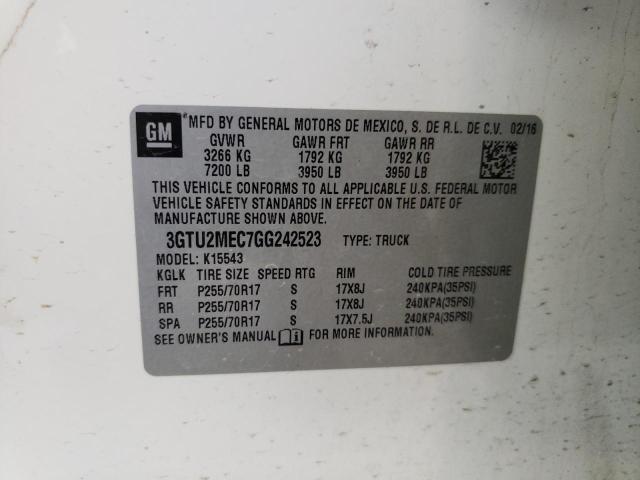 GM
MFD BY GENERAL MOTORS DE MEXICO, S. DE R.L. DE C.V. 02/16
GVWR GAWR FRT GAWR RR
3266 KG 1792 KG 1792 KG
7200 LB 3950 LB 3950 LB
THIS VEHICLE CONFORMS TO ALL APPLICABLE U.S. FEDERAL MOTOR
VEHICLE SAFETY STANDARDS IN EFFECT ON THE DATE OF
MANUFACTURE SHOWN ABOVE.
3GTU2MEC7GG242523 TYPE: TRUCK
MODEL: K15543
KGLK TIRE SIZE SPEED RTG RIM COLD TIRE PRESSURE
FRT P255/70R17 S 17X8J 240KPA(35PSI)
RR P255/70R17 S 17X8J 240KPA(35PSI)
SPA P255/70R17 S 17X7.5J 240KPA(35PSI)
SEE OWNER'S MANUAL FOR MORE INFORMATION.